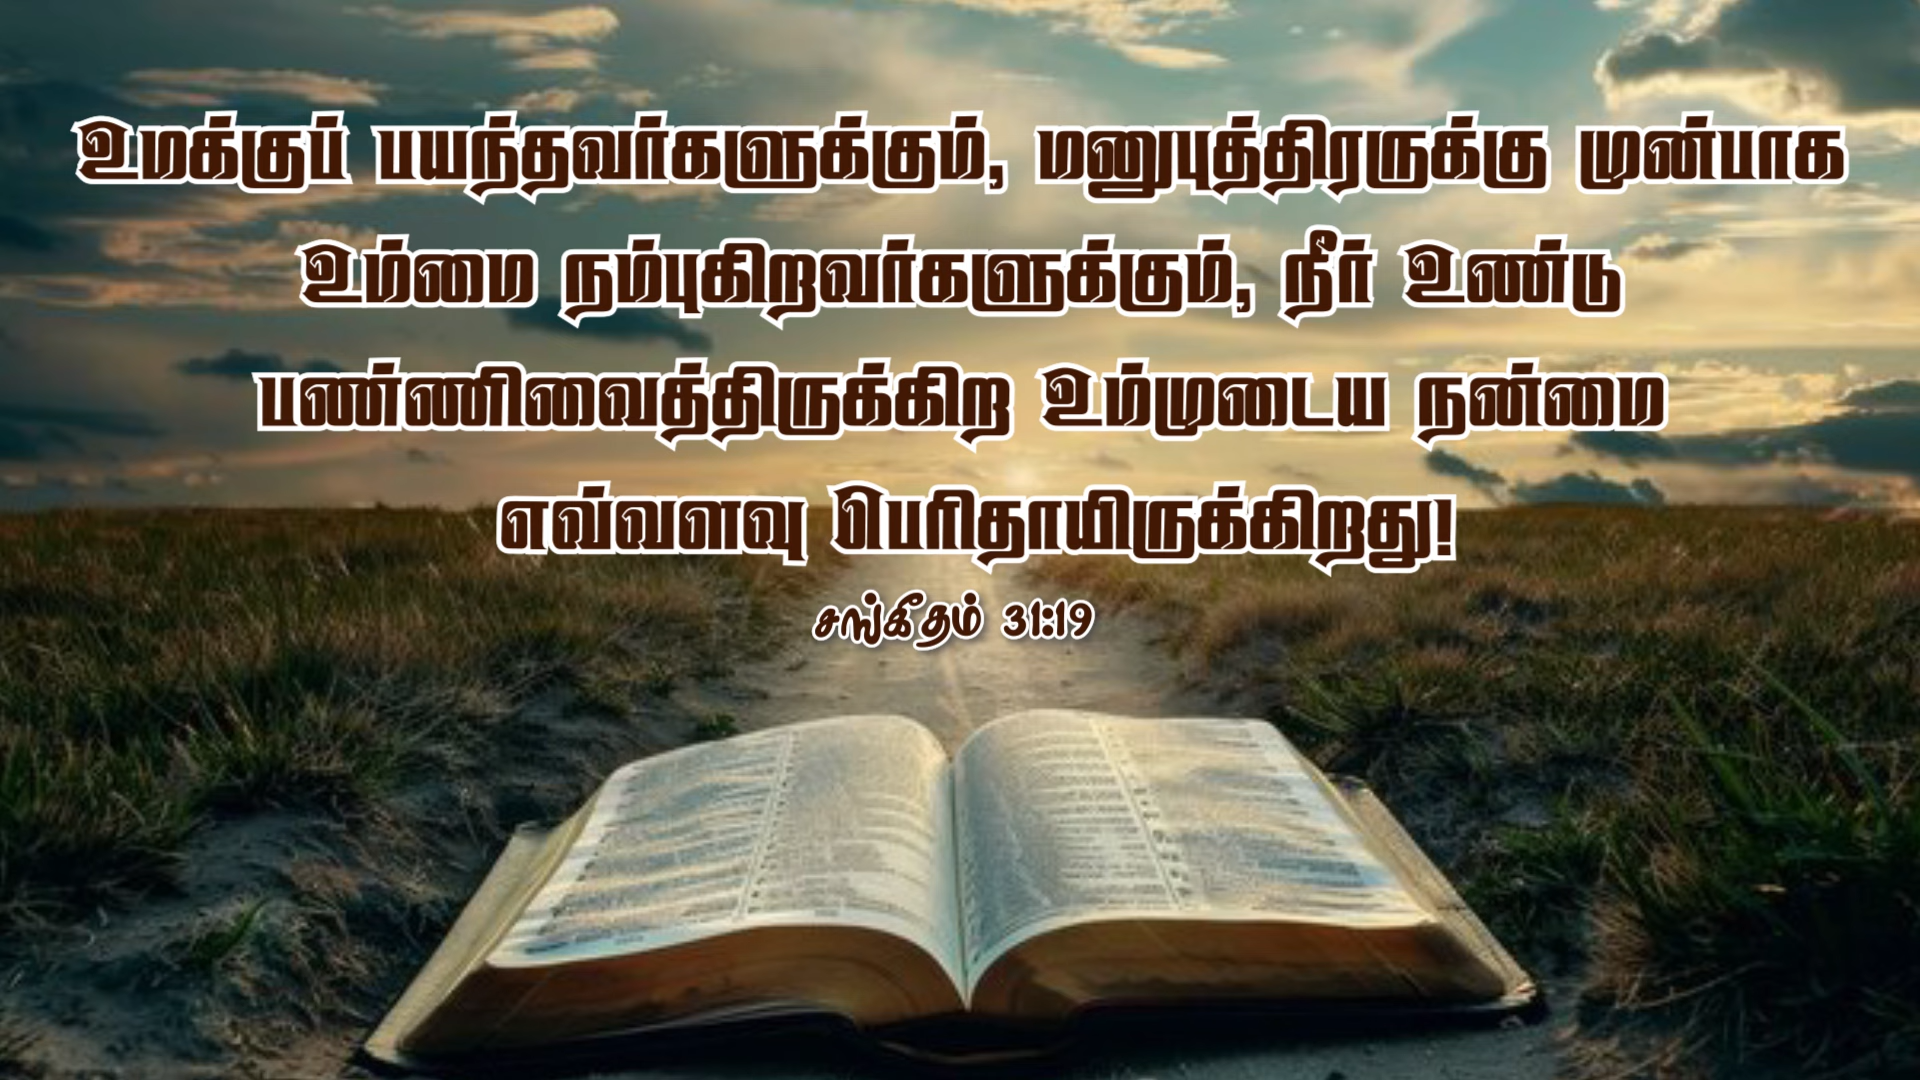 உமக்குப் பயந்தவர்களுக்கும், மனுபுத்திரருக்கு முன்பாக
உம்மை நம்புகிறவர்களுக்கும், நீர் உண்டு
பண்ணிவைத்திருக்கிற உம்முடைய நன்மை
எவ்வளவு பெரிதாயிருக்கிறது!
சங்கீதம் 31:19